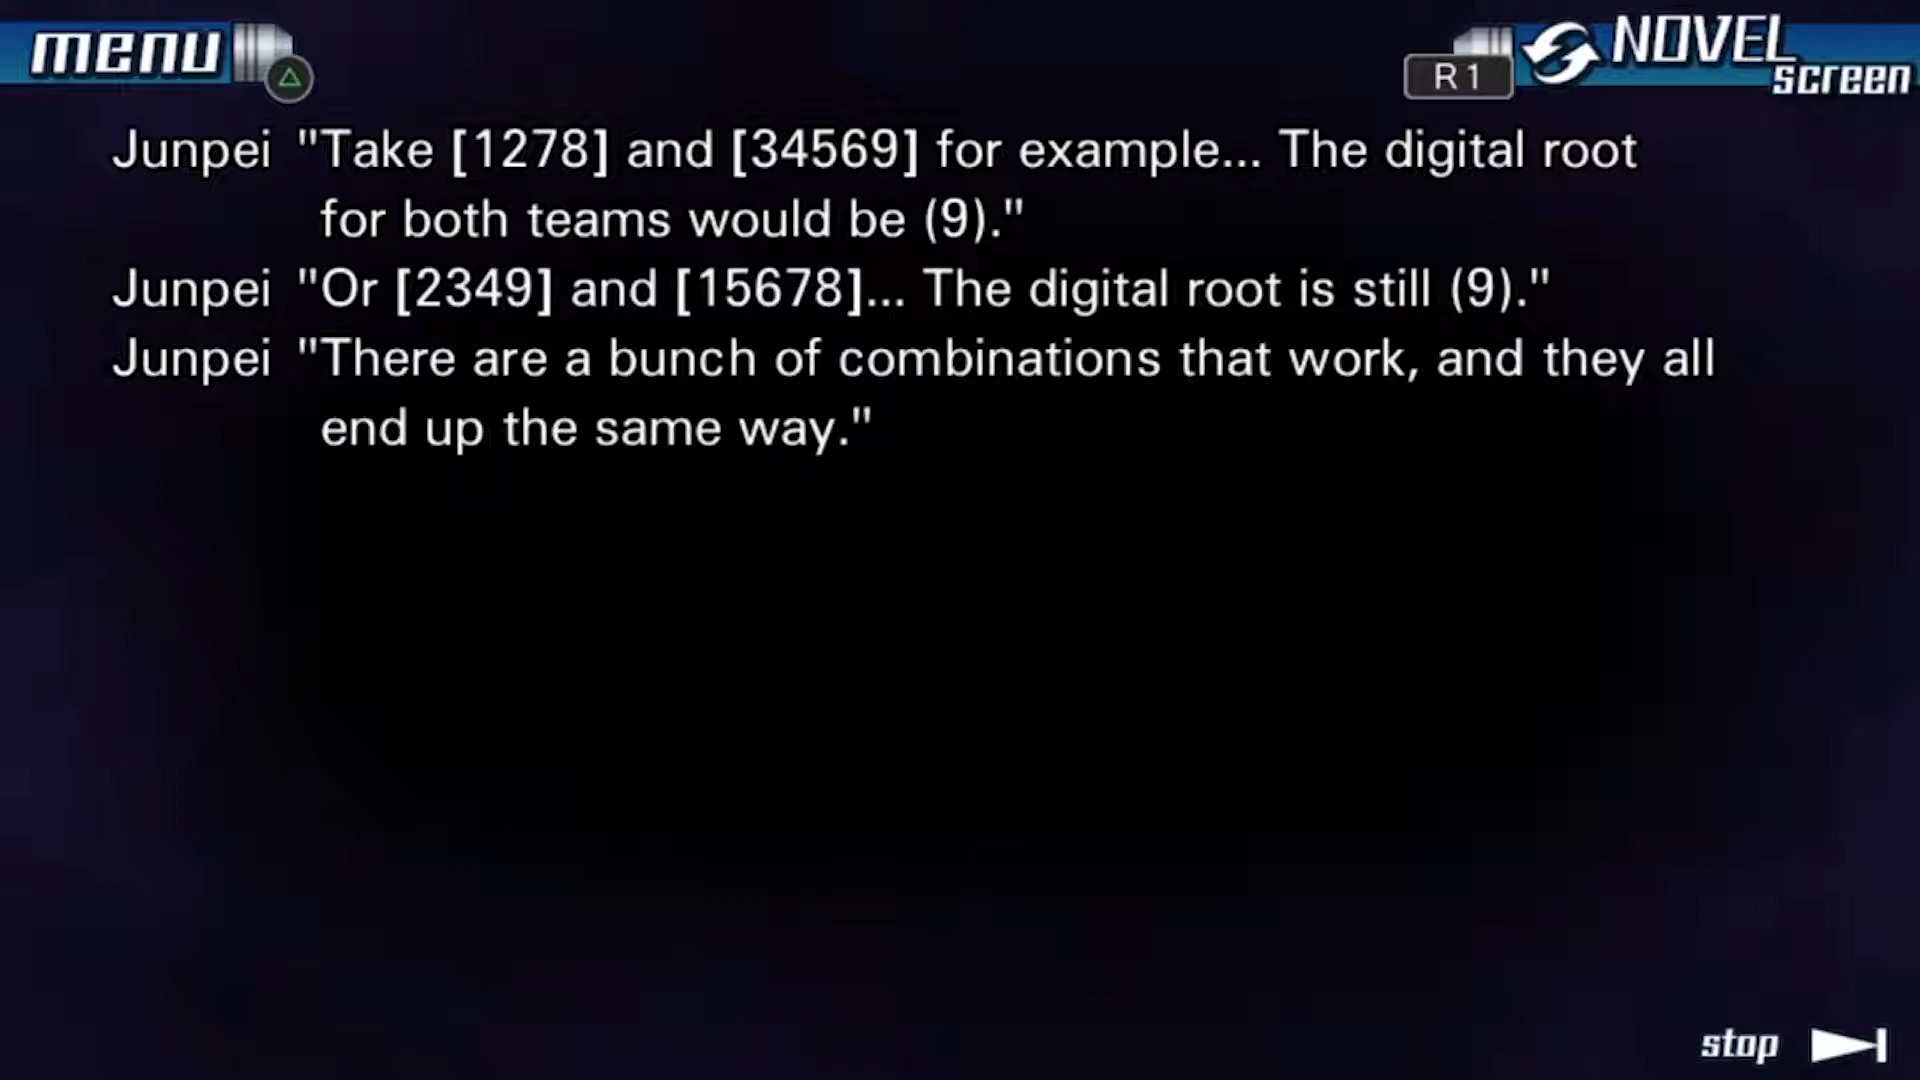 menu
R1
NOVEL
screen
Junpei "Take [1278] and [34569] for example... The digital root
for both teams would be (9)."
Junpei "Or [2349] and [15678]... The digital root is still (9)."
Junpei "There are a bunch of combinations that work, and they all
end up the same way."
stop